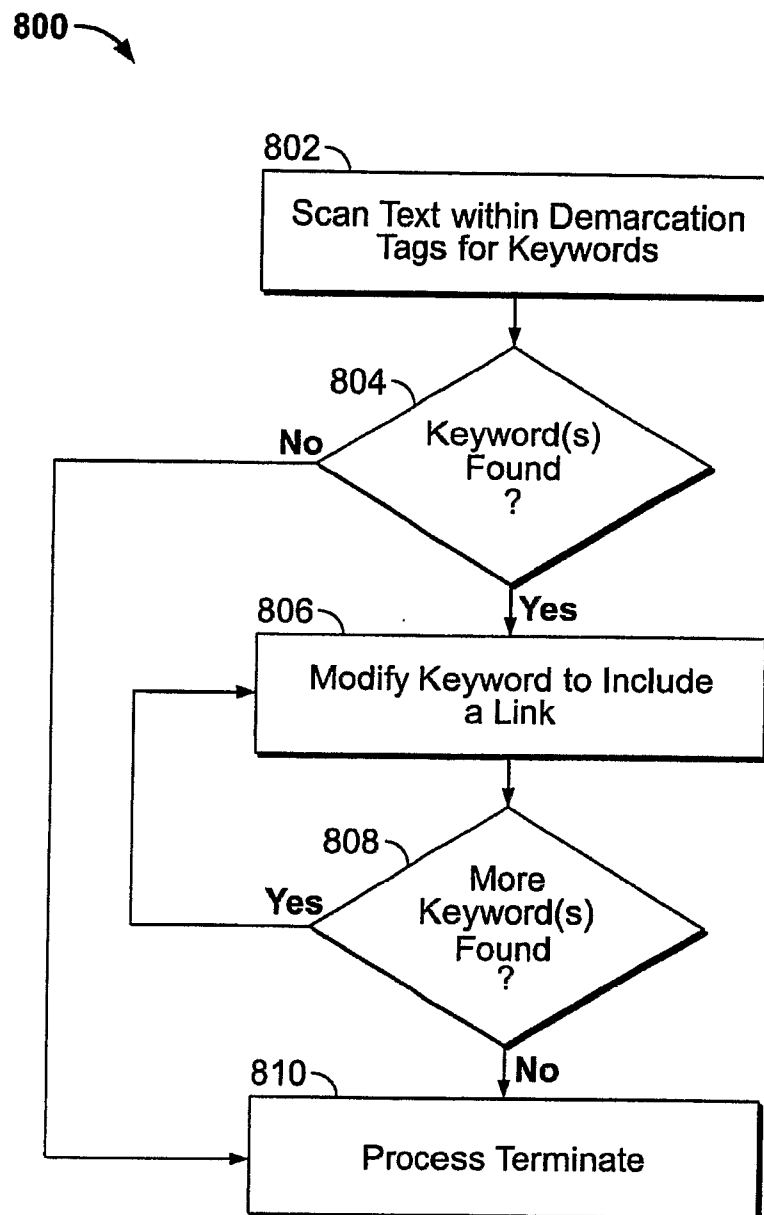 800
802
Scan Text within Demarcation
Tags for Keywords
804
No
Keyword(s)
Found
?
Yes
806
Modify Keyword to Include
a Link
808
Yes
More
Keyword(s)
Found
?
No
810
Process Terminate